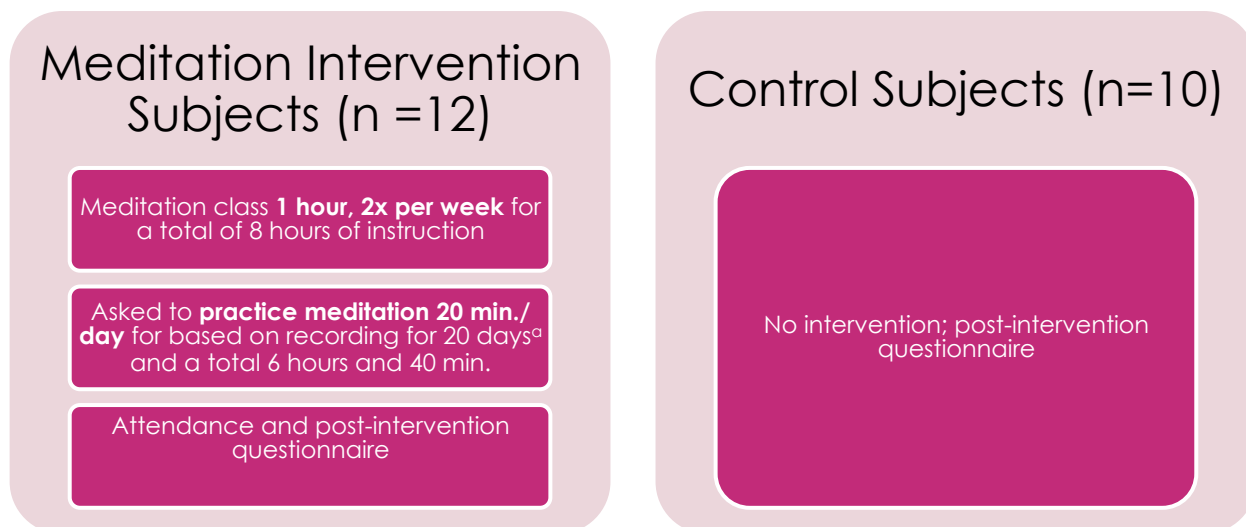 Meditation Intervention
Subjects (n =12)
Meditation class 1 hour, 2x per week for
a total of 8 hours of instruction
Asked to practice meditation 20 min./
day for based on recording for 20 daysᵃ
and a total 6 hours and 40 min.
Attendance and post-intervention
questionnaire
Control Subjects (n=10)
No intervention; post-intervention
questionnaire